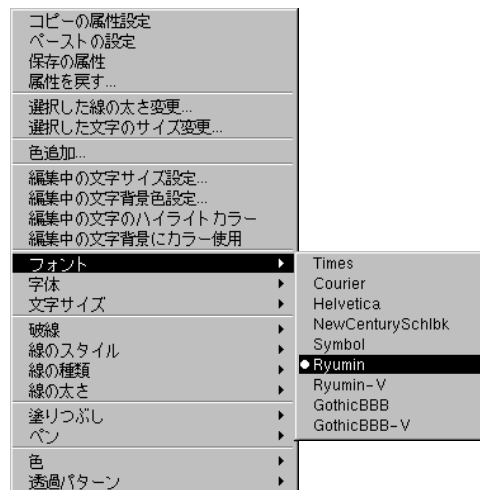 コピーの属性設定
ペーストの設定
保存の属性
属性を戻す...
選択した線の太さ変更...
選択した文字のサイズ変更...
色追加...
編集中の文字サイズ設定...
編集中の文字背景色設定...
編集中の文字のハイライトカラー
編集中の文字背景にカラー使用
フォント
字体
文字サイズ
破線
線のスタイル
線の種類
線の太さ
塗りつぶし
ペン
色
透過パターン
Times
Courier
Helvetica
NewCenturySchlbk
Symbol
Ryumin
Ryumin-V
GothicBBB
GothicBBB-V